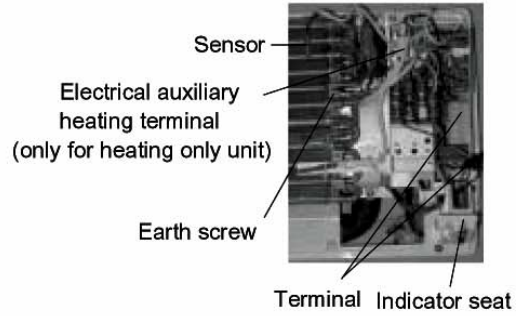 Sensor
Electrical auxiliary
heating terminal
(only for heating only unit)
Earth screw
Terminal
Indicator seat